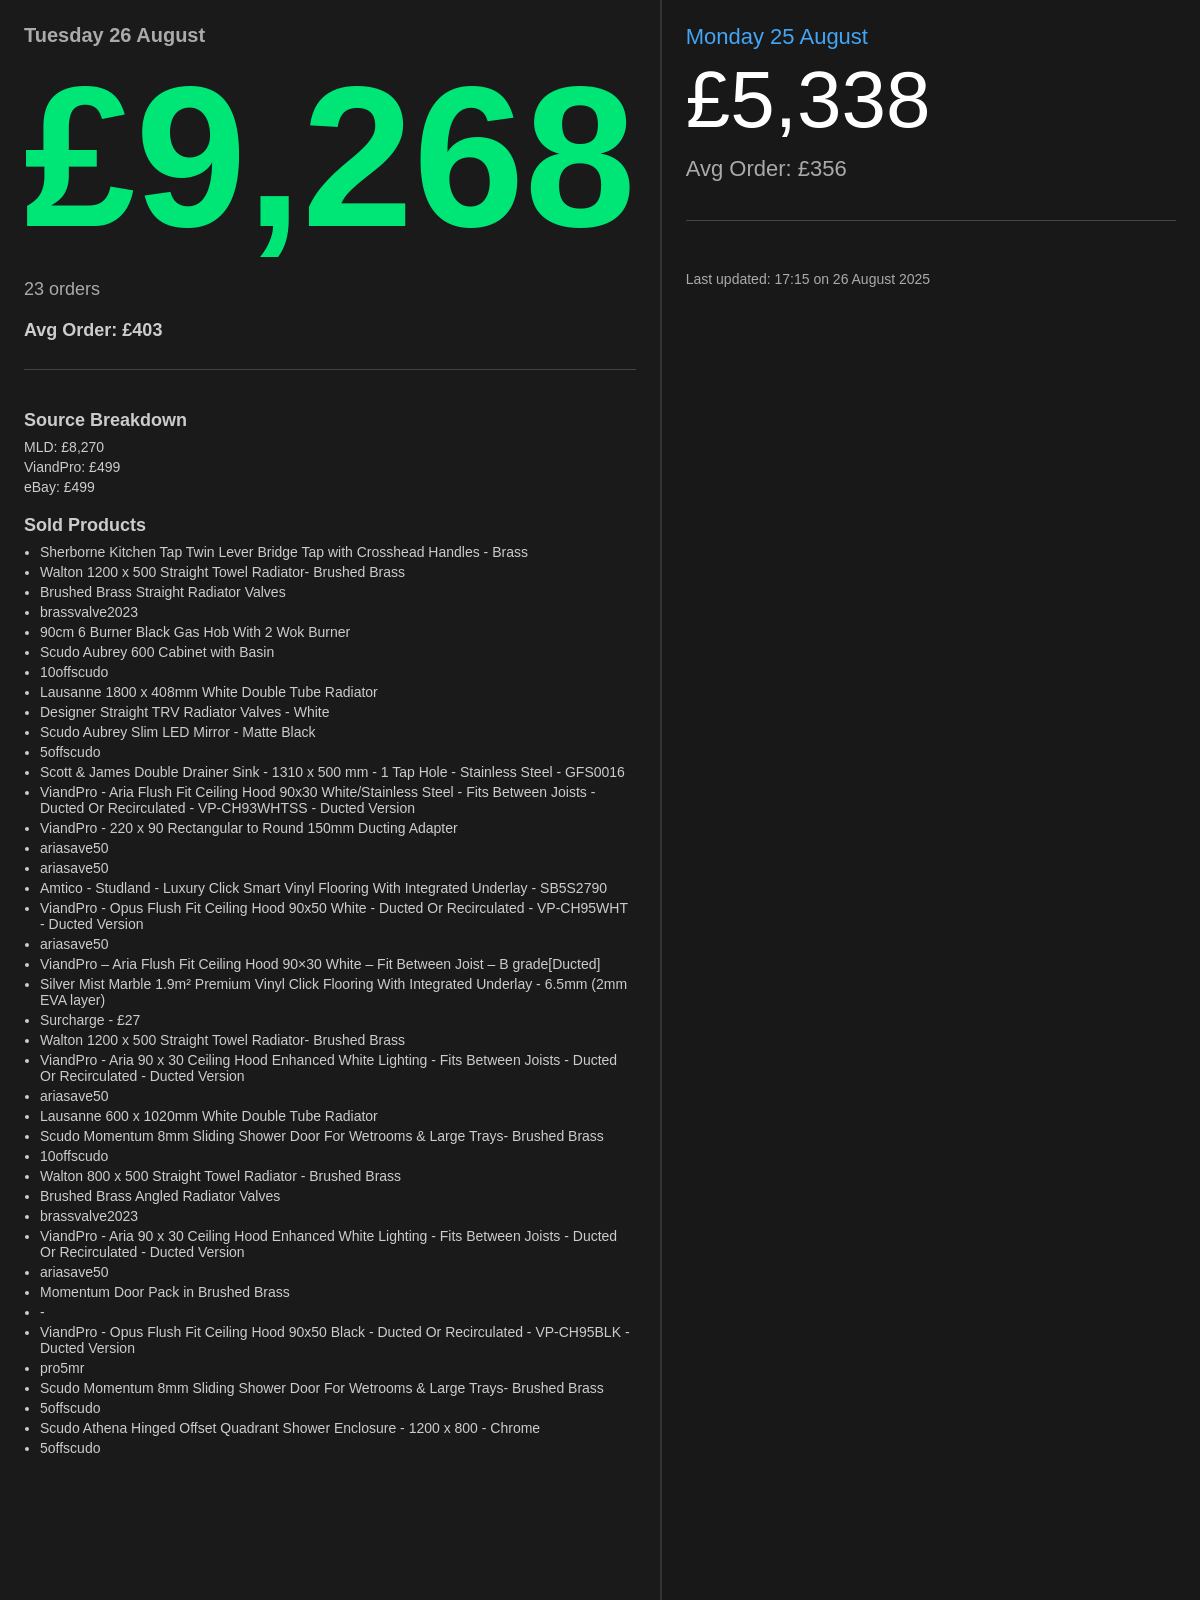 Tuesday 26 August
£9,268
23 orders
Avg Order: £403
Source Breakdown
MLD: £8,270
ViandPro: £499
eBay: £499
Sold Products
• Sherborne Kitchen Tap Twin Lever Bridge Tap with Crosshead Handles - Brass
• Walton 1200 x 500 Straight Towel Radiator- Brushed Brass
• Brushed Brass Straight Radiator Valves
• brassvalve2023
• 90cm 6 Burner Black Gas Hob With 2 Wok Burner
• Scudo Aubrey 600 Cabinet with Basin
• 10offscudo
• Lausanne 1800 x 408mm White Double Tube Radiator
• Designer Straight TRV Radiator Valves - White
• Scudo Aubrey Slim LED Mirror - Matte Black
• 5offscudo
• Scott & James Double Drainer Sink - 1310 x 500 mm - 1 Tap Hole - Stainless Steel - GFS0016
• ViandPro - Aria Flush Fit Ceiling Hood 90x30 White/Stainless Steel - Fits Between Joists -
Ducted Or Recirculated - VP-CH93WHTSS - Ducted Version
• ViandPro - 220 x 90 Rectangular to Round 150mm Ducting Adapter
• ariasave50
• ariasave50
• Amtico - Studland - Luxury Click Smart Vinyl Flooring With Integrated Underlay - SB5S2790
• ViandPro - Opus Flush Fit Ceiling Hood 90x50 White - Ducted Or Recirculated - VP-CH95WHT
- Ducted Version
• ariasave50
• ViandPro – Aria Flush Fit Ceiling Hood 90×30 White – Fit Between Joist – B grade[Ducted]
• Silver Mist Marble 1.9m² Premium Vinyl Click Flooring With Integrated Underlay - 6.5mm (2mm
EVA layer)
• Surcharge - £27
• Walton 1200 x 500 Straight Towel Radiator- Brushed Brass
• ViandPro - Aria 90 x 30 Ceiling Hood Enhanced White Lighting - Fits Between Joists - Ducted
Or Recirculated - Ducted Version
• ariasave50
• Lausanne 600 x 1020mm White Double Tube Radiator
• Scudo Momentum 8mm Sliding Shower Door For Wetrooms & Large Trays- Brushed Brass
• 10offscudo
• Walton 800 x 500 Straight Towel Radiator - Brushed Brass
• Brushed Brass Angled Radiator Valves
• brassvalve2023
• ViandPro - Aria 90 x 30 Ceiling Hood Enhanced White Lighting - Fits Between Joists - Ducted
Or Recirculated - Ducted Version
• ariasave50
• Momentum Door Pack in Brushed Brass
• -
• ViandPro - Opus Flush Fit Ceiling Hood 90x50 Black - Ducted Or Recirculated - VP-CH95BLK -
Ducted Version
• pro5mr
• Scudo Momentum 8mm Sliding Shower Door For Wetrooms & Large Trays- Brushed Brass
• 5offscudo
• Scudo Athena Hinged Offset Quadrant Shower Enclosure - 1200 x 800 - Chrome
• 5offscudo
Monday 25 August
£5,338
Avg Order: £356
Last updated: 17:15 on 26 August 2025